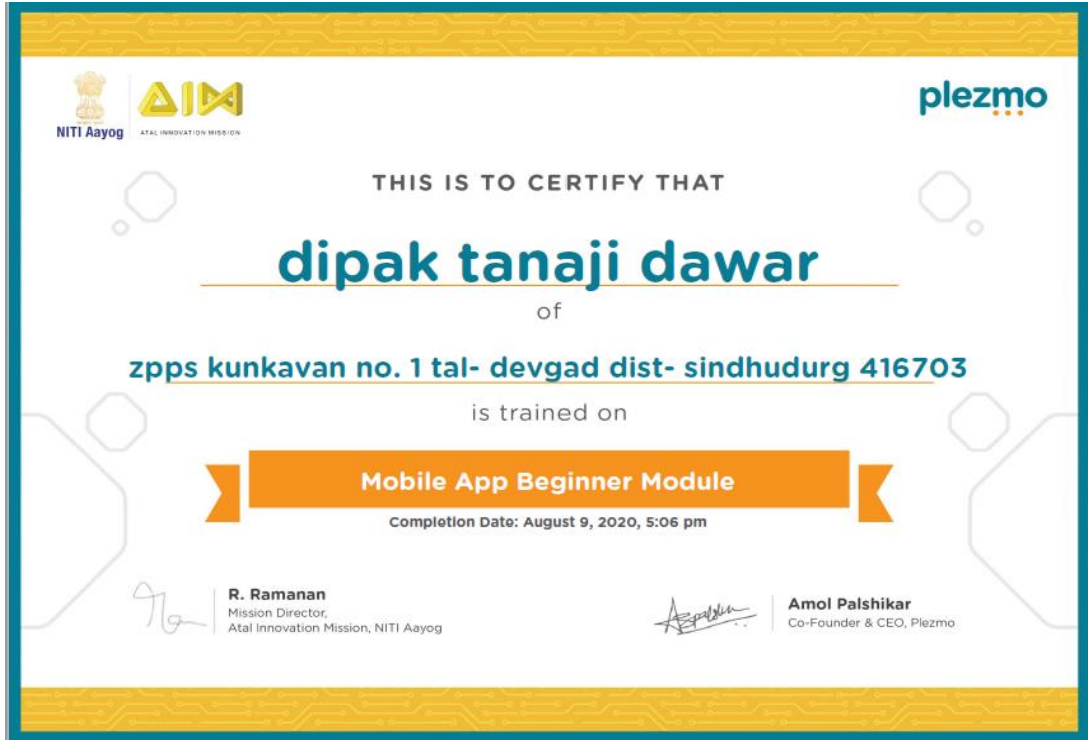 NITI Aayog
AIM
ATAL INNOVATION MISSION
plezmo
THIS IS TO CERTIFY THAT
dipak tanaji dawar
of
zpps kunkavan no. 1 tal- devgad dist- sindhudurg 416703
is trained on
Mobile App Beginner Module
Completion Date: August 9, 2020, 5:06 pm
R. Ramanan
Mission Director,
Atal Innovation Mission, NITI Aayog
Amol Palshikar
Co-Founder & CEO, Plezmo